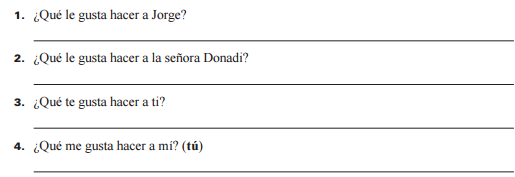 1. ¿Qué le gusta hacer a Jorge?
2. ¿Qué le gusta hacer a la señora Donadi?
3. ¿Qué te gusta hacer a ti?
4. ¿Qué me gusta hacer a mí? (tú)